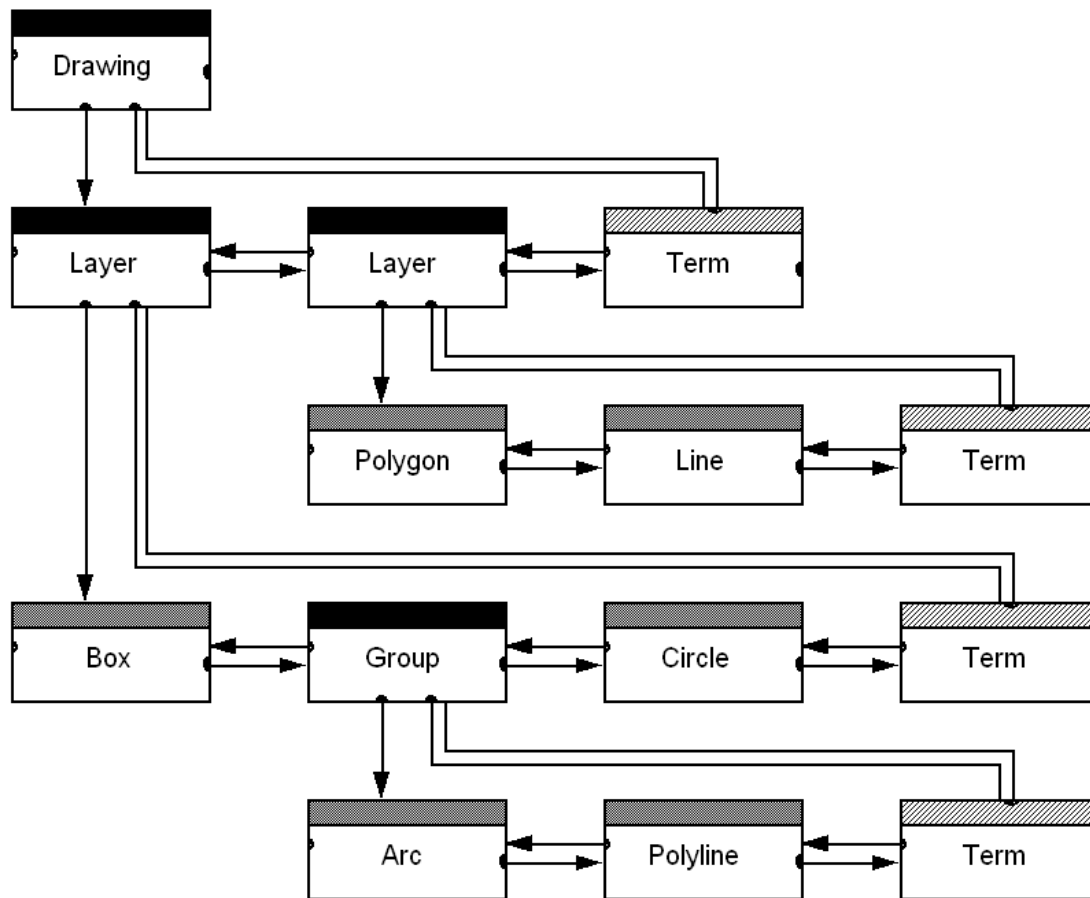 Drawing
Layer Layer Term
Polygon Line Term
Box Group Circle Term
Arc Polyline Term